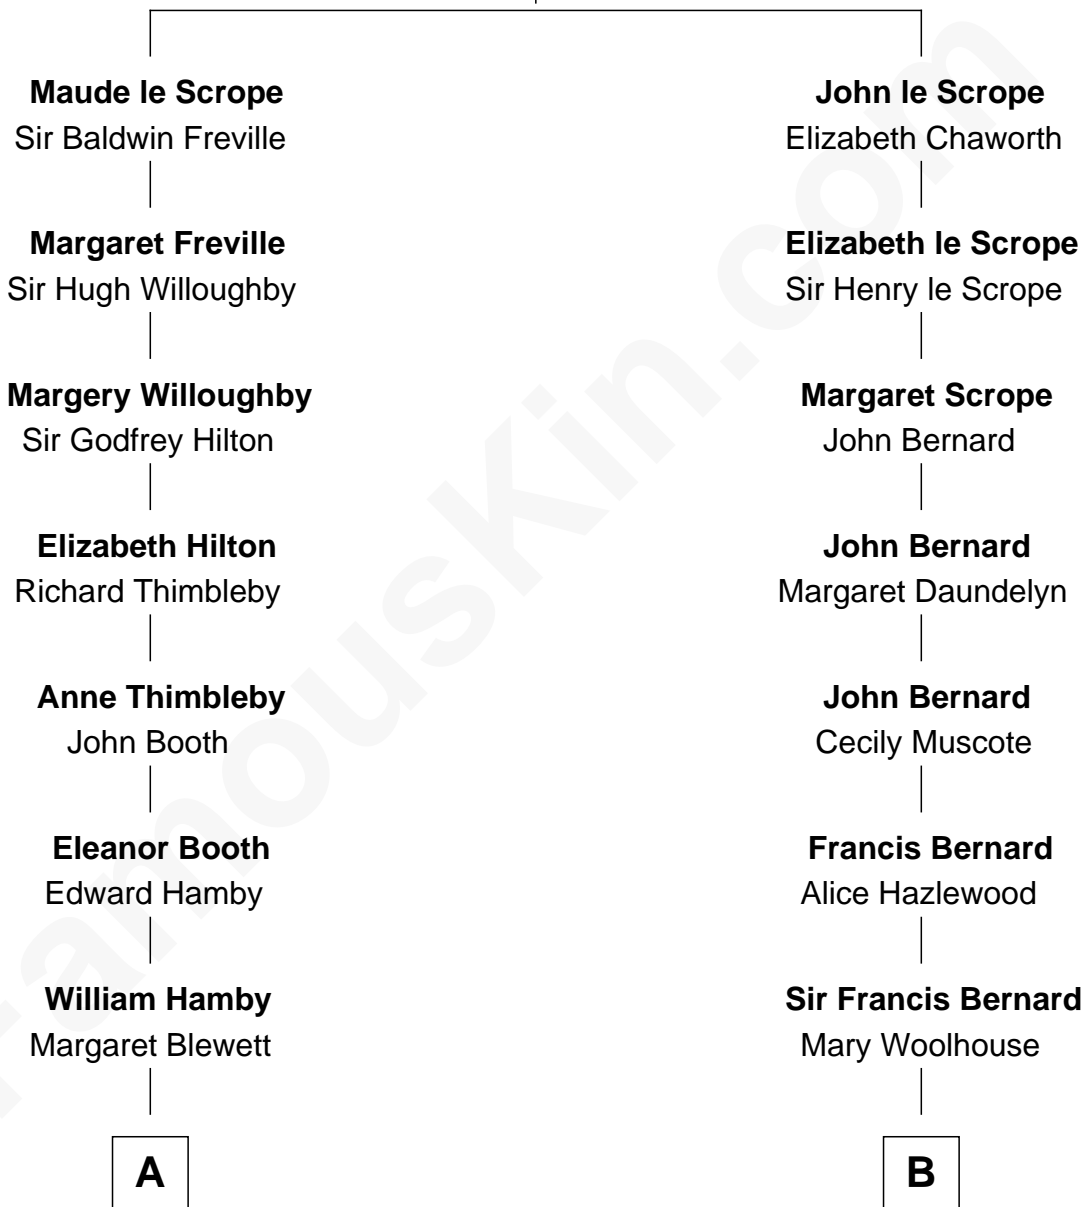 Maude le Scrope
Sir Baldwin Freville
Margaret Freville
Sir Hugh Willoughby
Margery Willoughby
Sir Godfrey Hilton
Elizabeth Hilton
Richard Thimbleby
Anne Thimbleby
John Booth
Eleanor Booth
Edward Hamby
William Hamby
Margaret Blewett
A
John le Scrope
Elizabeth Chaworth
Elizabeth le Scrope
Sir Henry le Scrope
Margaret Scrope
John Bernard
John Bernard
Margaret Daundelyn
John Bernard
Cecily Muscote
Francis Bernard
Alice Hazlewood
Sir Francis Bernard
Mary Woolhouse
B
FamousKin.com